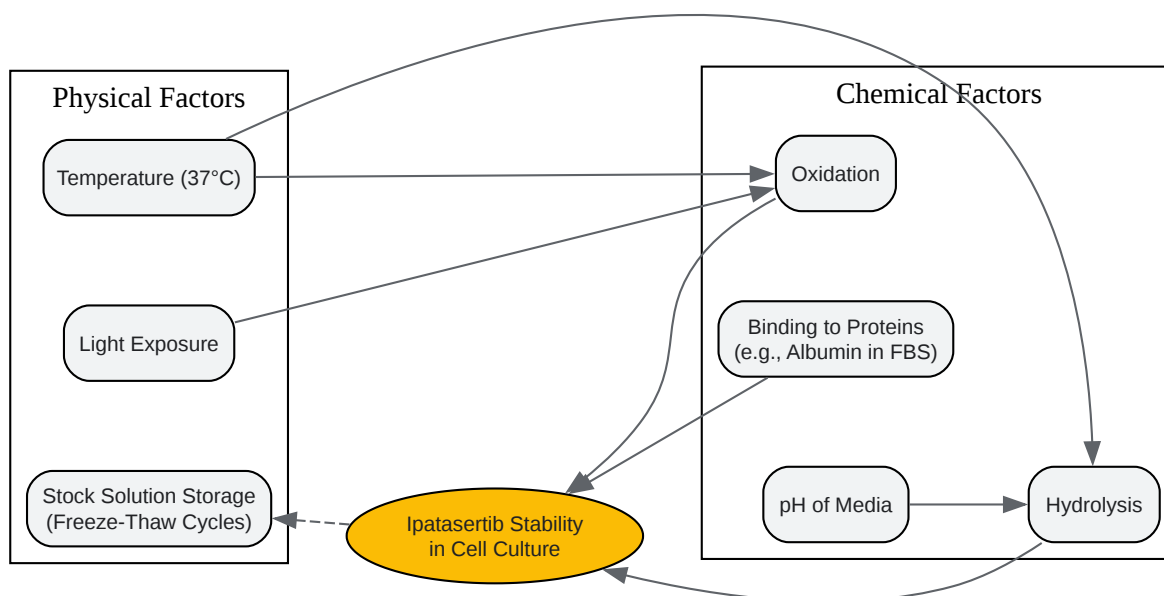 Physical Factors
Temperature (37°C)
Light Exposure
Stock Solution Storage
(Freeze-Thaw Cycles)
Ipatasertib Stability
in Cell Culture
Chemical Factors
Oxidation
Binding to Proteins
(e.g., Albumin in FBS)
pH of Media
Hydrolysis